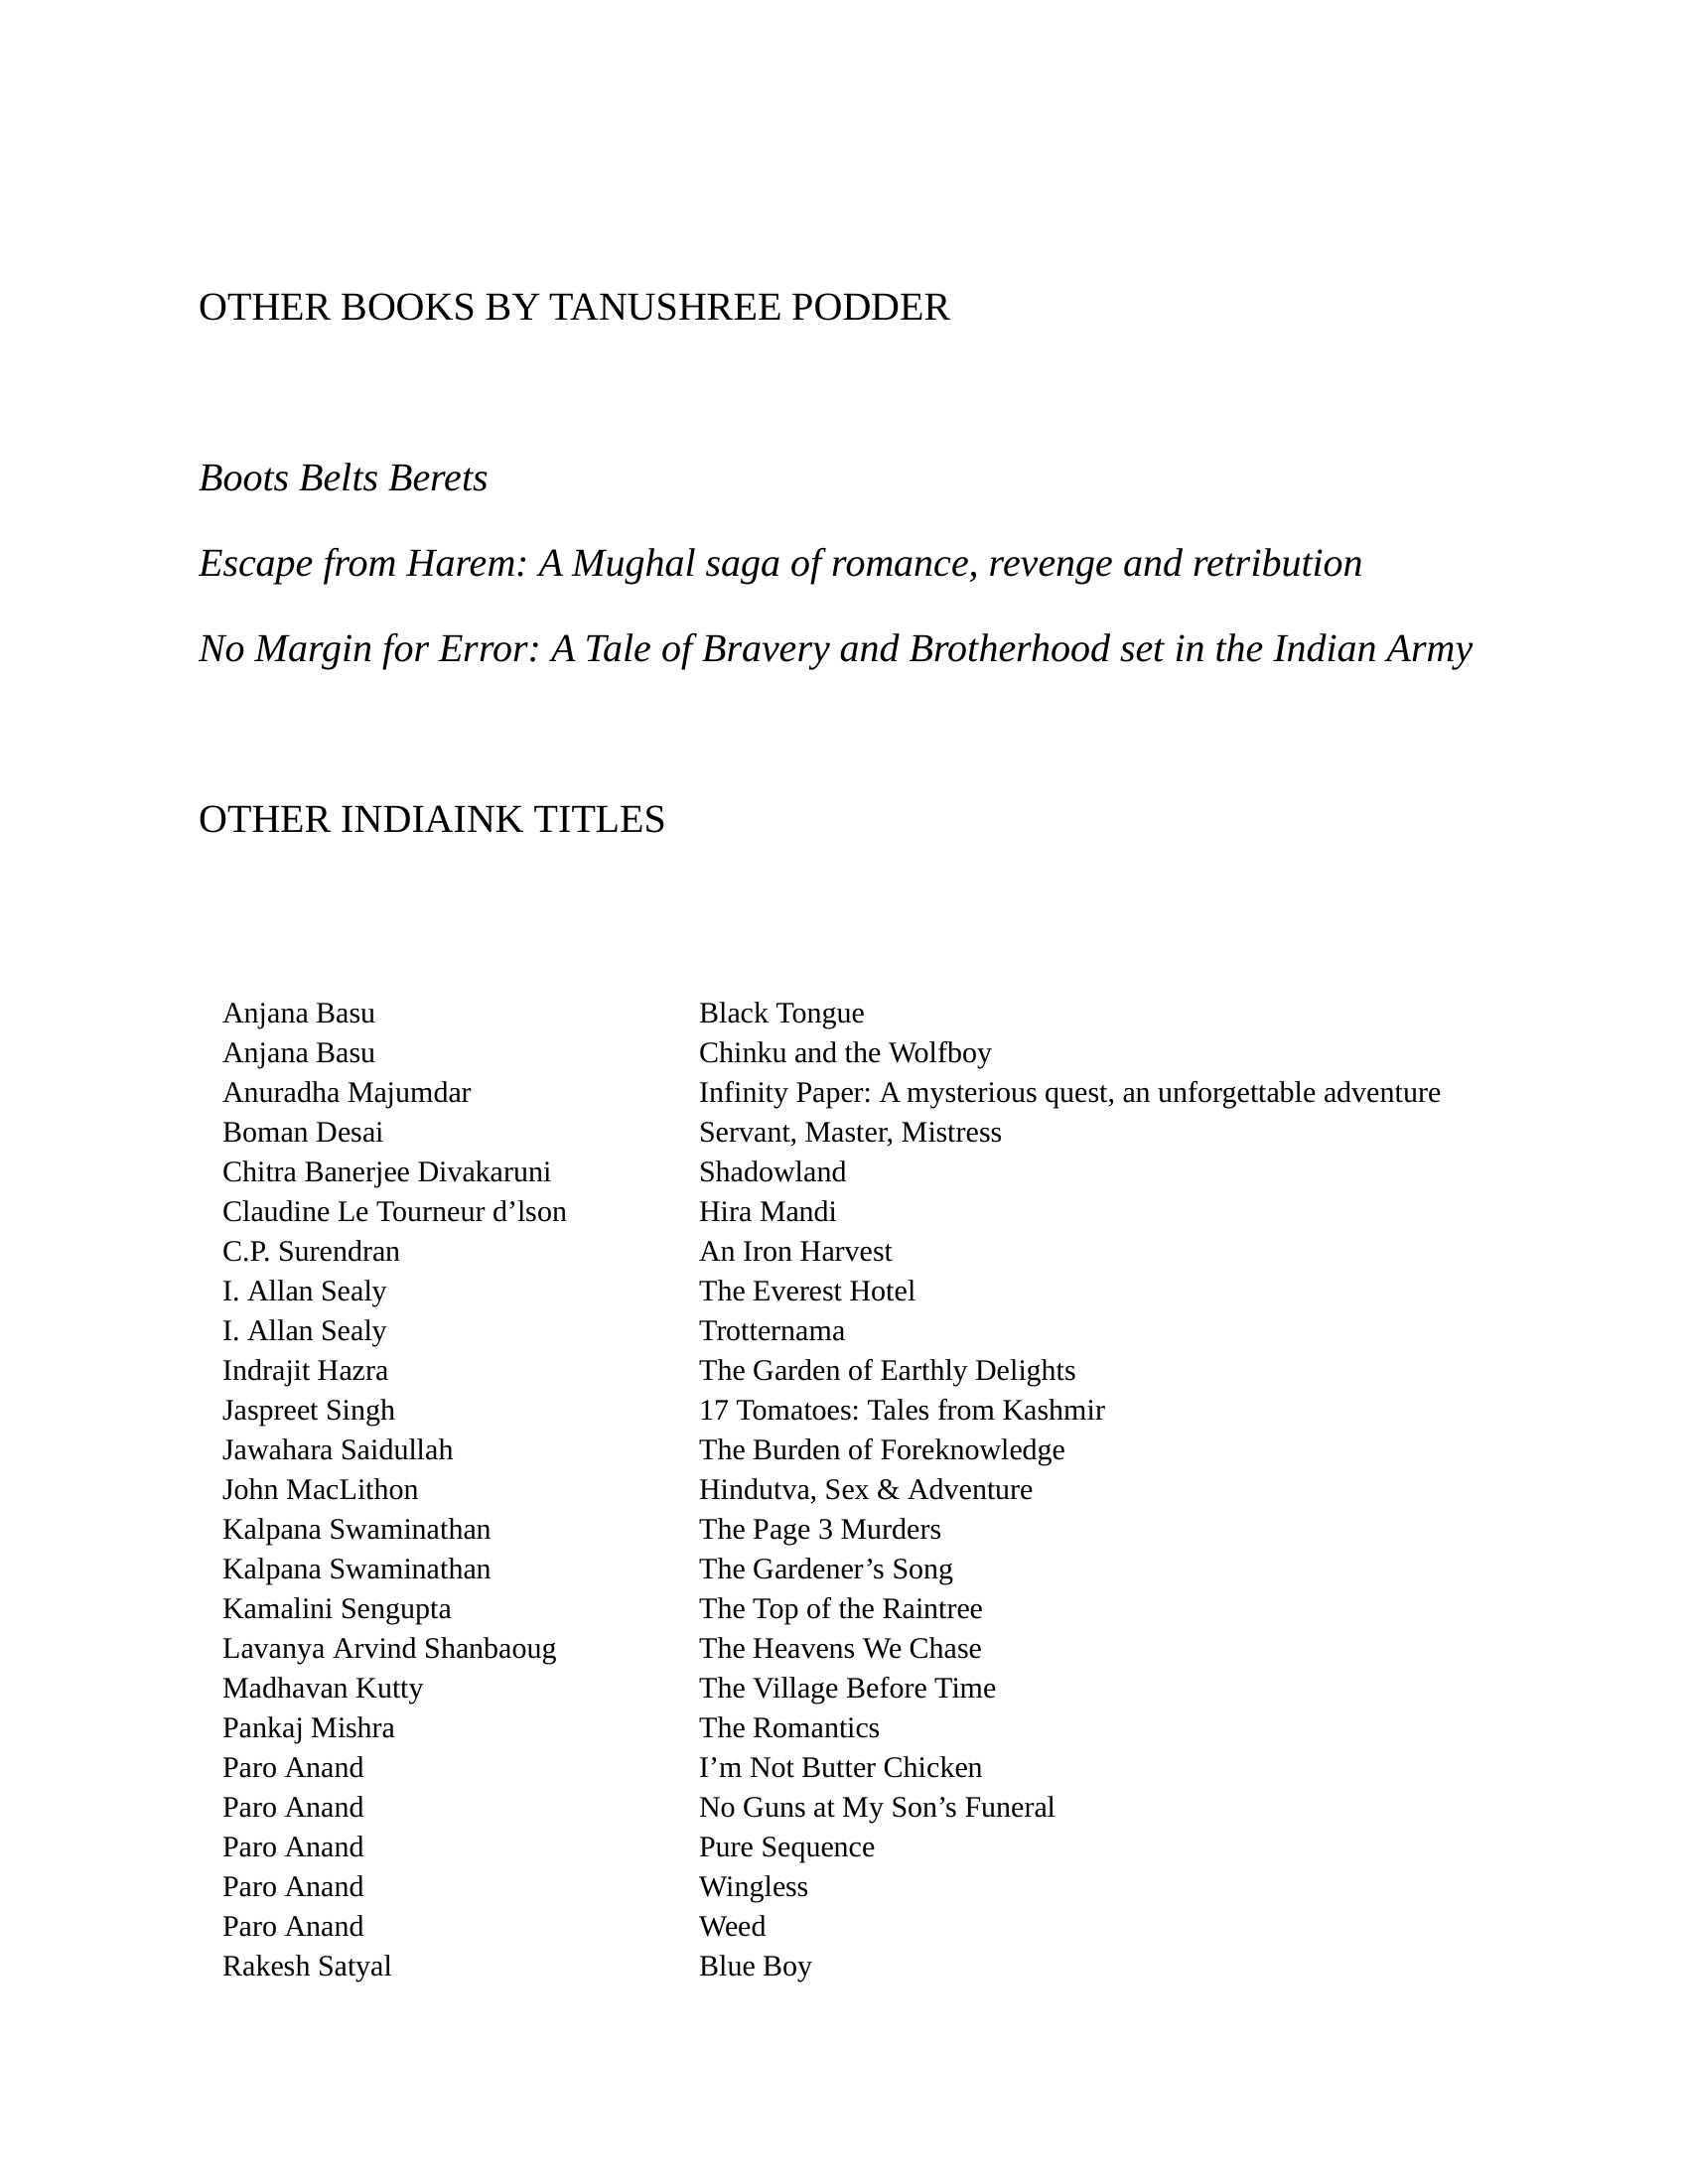 OTHER BOOKS BY TANUSHREE PODDER
Boots Belts Berets
Escape from Harem: A Mughal saga of romance, revenge and retribution
No Margin for Error: A Tale of Bravery and Brotherhood set in the Indian Army
OTHER INDIAINK TITLES
Anjana Basu Black Tongue
Anjana Basu Chinku and the Wolfboy
Anuradha Majumdar Infinity Paper: A mysterious quest, an unforgettable adventure
Boman Desai Servant, Master, Mistress
Chitra Banerjee Divakaruni Shadowland
Claudine Le Tourneur d’lson Hira Mandi
C.P. Surendran An Iron Harvest
I. Allan Sealy The Everest Hotel
I. Allan Sealy Trotternama
Indrajit Hazra The Garden of Earthly Delights
Jaspreet Singh 17 Tomatoes: Tales from Kashmir
Jawahara Saidullah The Burden of Foreknowledge
John MacLithon Hindutva, Sex & Adventure
Kalpana Swaminathan The Page 3 Murders
Kalpana Swaminathan The Gardener’s Song
Kamalini Sengupta The Top of the Raintree
Lavanya Arvind Shanbaoug The Heavens We Chase
Madhavan Kutty The Village Before Time
Pankaj Mishra The Romantics
Paro Anand I’m Not Butter Chicken
Paro Anand No Guns at My Son’s Funeral
Paro Anand Pure Sequence
Paro Anand Wingless
Paro Anand Weed
Rakesh Satyal Blue Boy